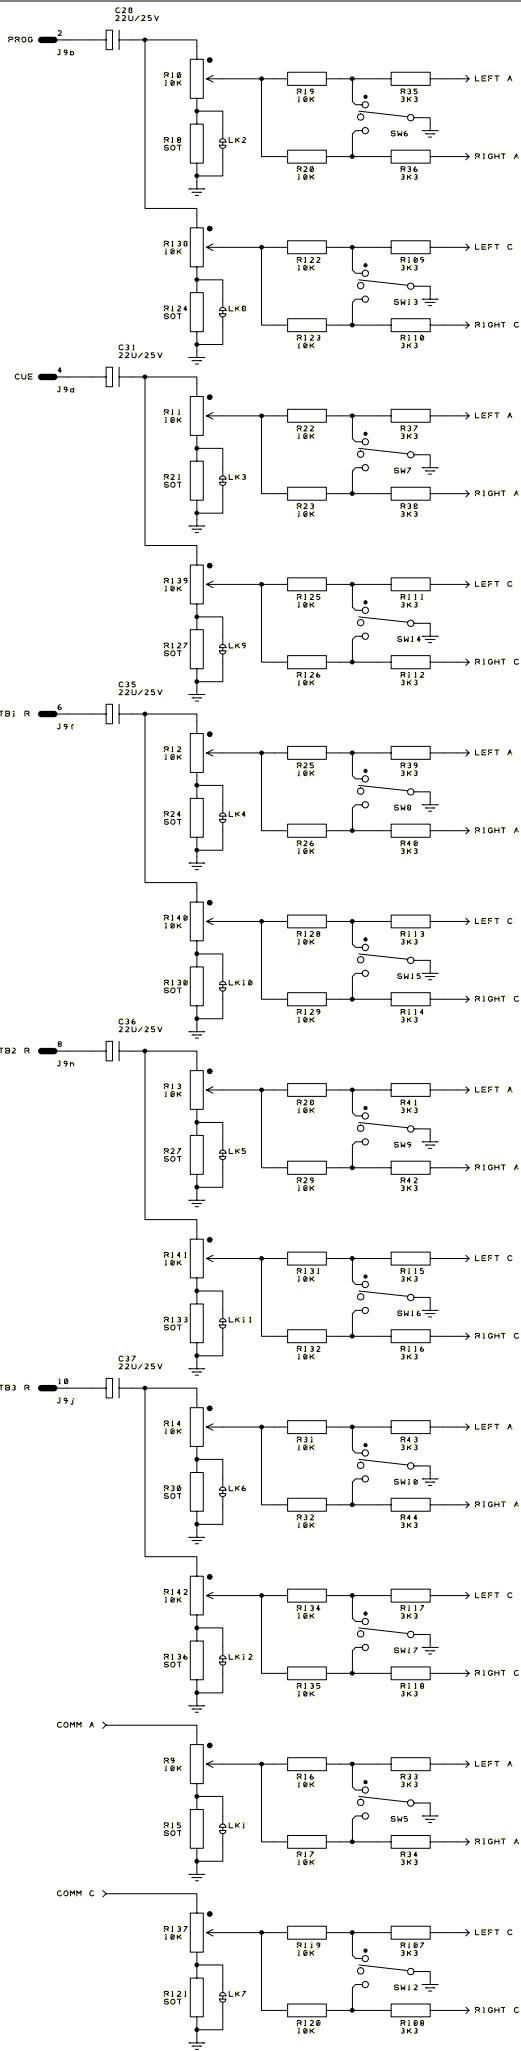 C28
22U/25V
PROG
2
J9b
R10
10K
R19
10K
R35
3K3
LEFT A
R18
SOT
LK2
SW6
R20
10K
R36
3K3
RIGHT A
R138
10K
R122
10K
R109
3K3
LEFT C
R124
SOT
LK8
SW13
R123
10K
R110
3K3
RIGHT C
C31
22U/25V
CUE
4
J9d
R11
10K
R22
10K
R37
3K3
LEFT A
R21
SOT
LK3
SW7
R23
10K
R38
3K3
RIGHT A
R139
10K
R125
10K
R111
3K3
LEFT C
R127
SOT
LK9
SW14
R126
10K
R112
3K3
RIGHT C
C35
22U/25V
TB1 R
6
J9f
R12
10K
R25
10K
R39
3K3
LEFT A
R24
SOT
LK4
SW8
R26
10K
R40
3K3
RIGHT A
R140
10K
R128
10K
R113
3K3
LEFT C
R130
SOT
LK10
SW15
R129
10K
R114
3K3
RIGHT C
C36
22U/25V
TB2 R
8
J9h
R13
10K
R28
10K
R41
3K3
LEFT A
R27
SOT
LK5
SW9
R29
10K
R42
3K3
RIGHT A
R141
10K
R131
10K
R115
3K3
LEFT C
R133
SOT
LK11
SW16
R132
10K
R116
3K3
RIGHT C
C37
22U/25V
TB3 R
10
J9j
R14
10K
R31
10K
R43
3K3
LEFT A
R30
SOT
LK6
SW10
R32
10K
R44
3K3
RIGHT A
R142
10K
R134
10K
R117
3K3
LEFT C
R136
SOT
LK12
SW17
R135
10K
R118
3K3
RIGHT C
COMM A
R9
10K
R16
10K
R33
3K3
LEFT A
R15
SOT
LK1
SW5
R17
10K
R34
3K3
RIGHT A
COMM C
R137
10K
R119
10K
R107
3K3
LEFT C
R121
SOT
LK7
SW12
R120
10K
R108
3K3
RIGHT C